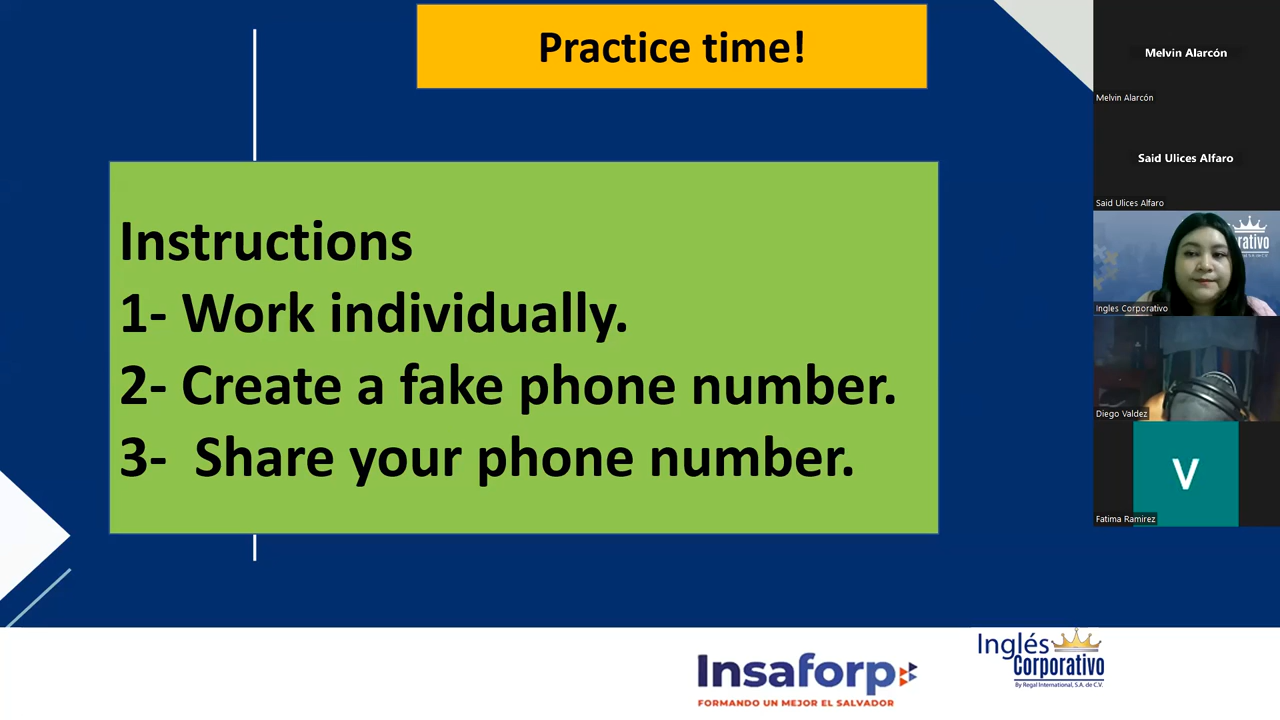 Practice time!
Instructions
1- Work individually.
2- Create a fake phone number.
3- Share your phone number.
Melvin Alarcón
Melvin Alarcón
Said Ulices Alfaro
Said Ulices Alfaro
rativo
Ingles Corporativo
Diego Valdez
V
Fatima Ramirez
Insaforp
FORMANDO UN MEJOR EL SALVADOR
Inglés
Corporativo
By Regal International, S.A. de C.V.